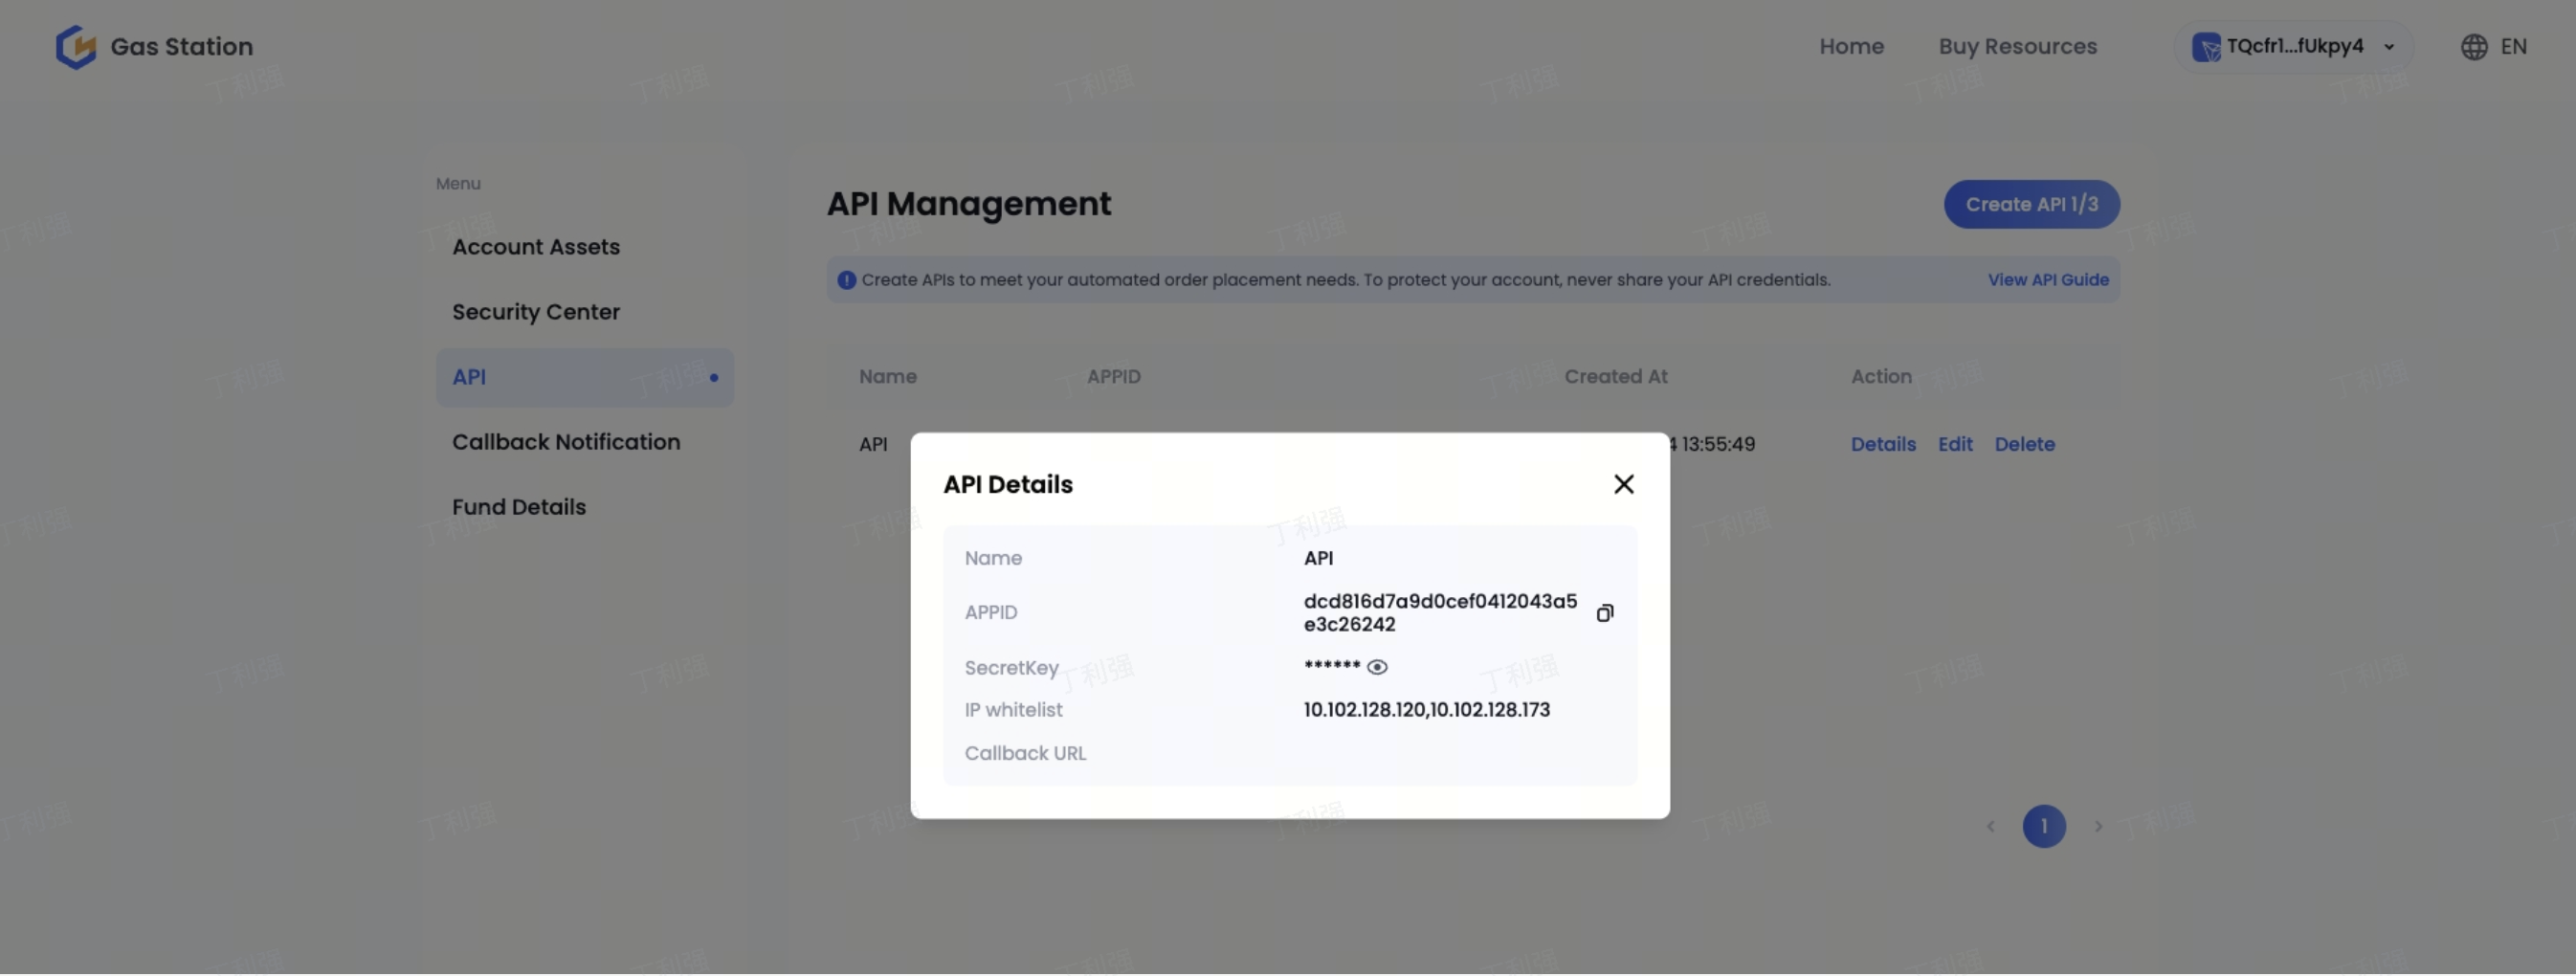 Gas Station
Home
Buy Resources
TQcfr1...fUkpy4
EN
Menu
Account Assets
Security Center
API
Callback Notification
Fund Details
API Management
Create API 1/3
Create APIs to meet your automated order placement needs. To protect your account, never share your API credentials.
View API Guide
Name
APPID
Created At
Action
API
4 13:55:49
Details
Edit
Delete
API Details
Name
API
APPID
dcd816d7a9d0cef0412043a5
e3c26242
SecretKey
******
IP whitelist
10.102.128.120,10.102.128.173
Callback URL
1
丁利强